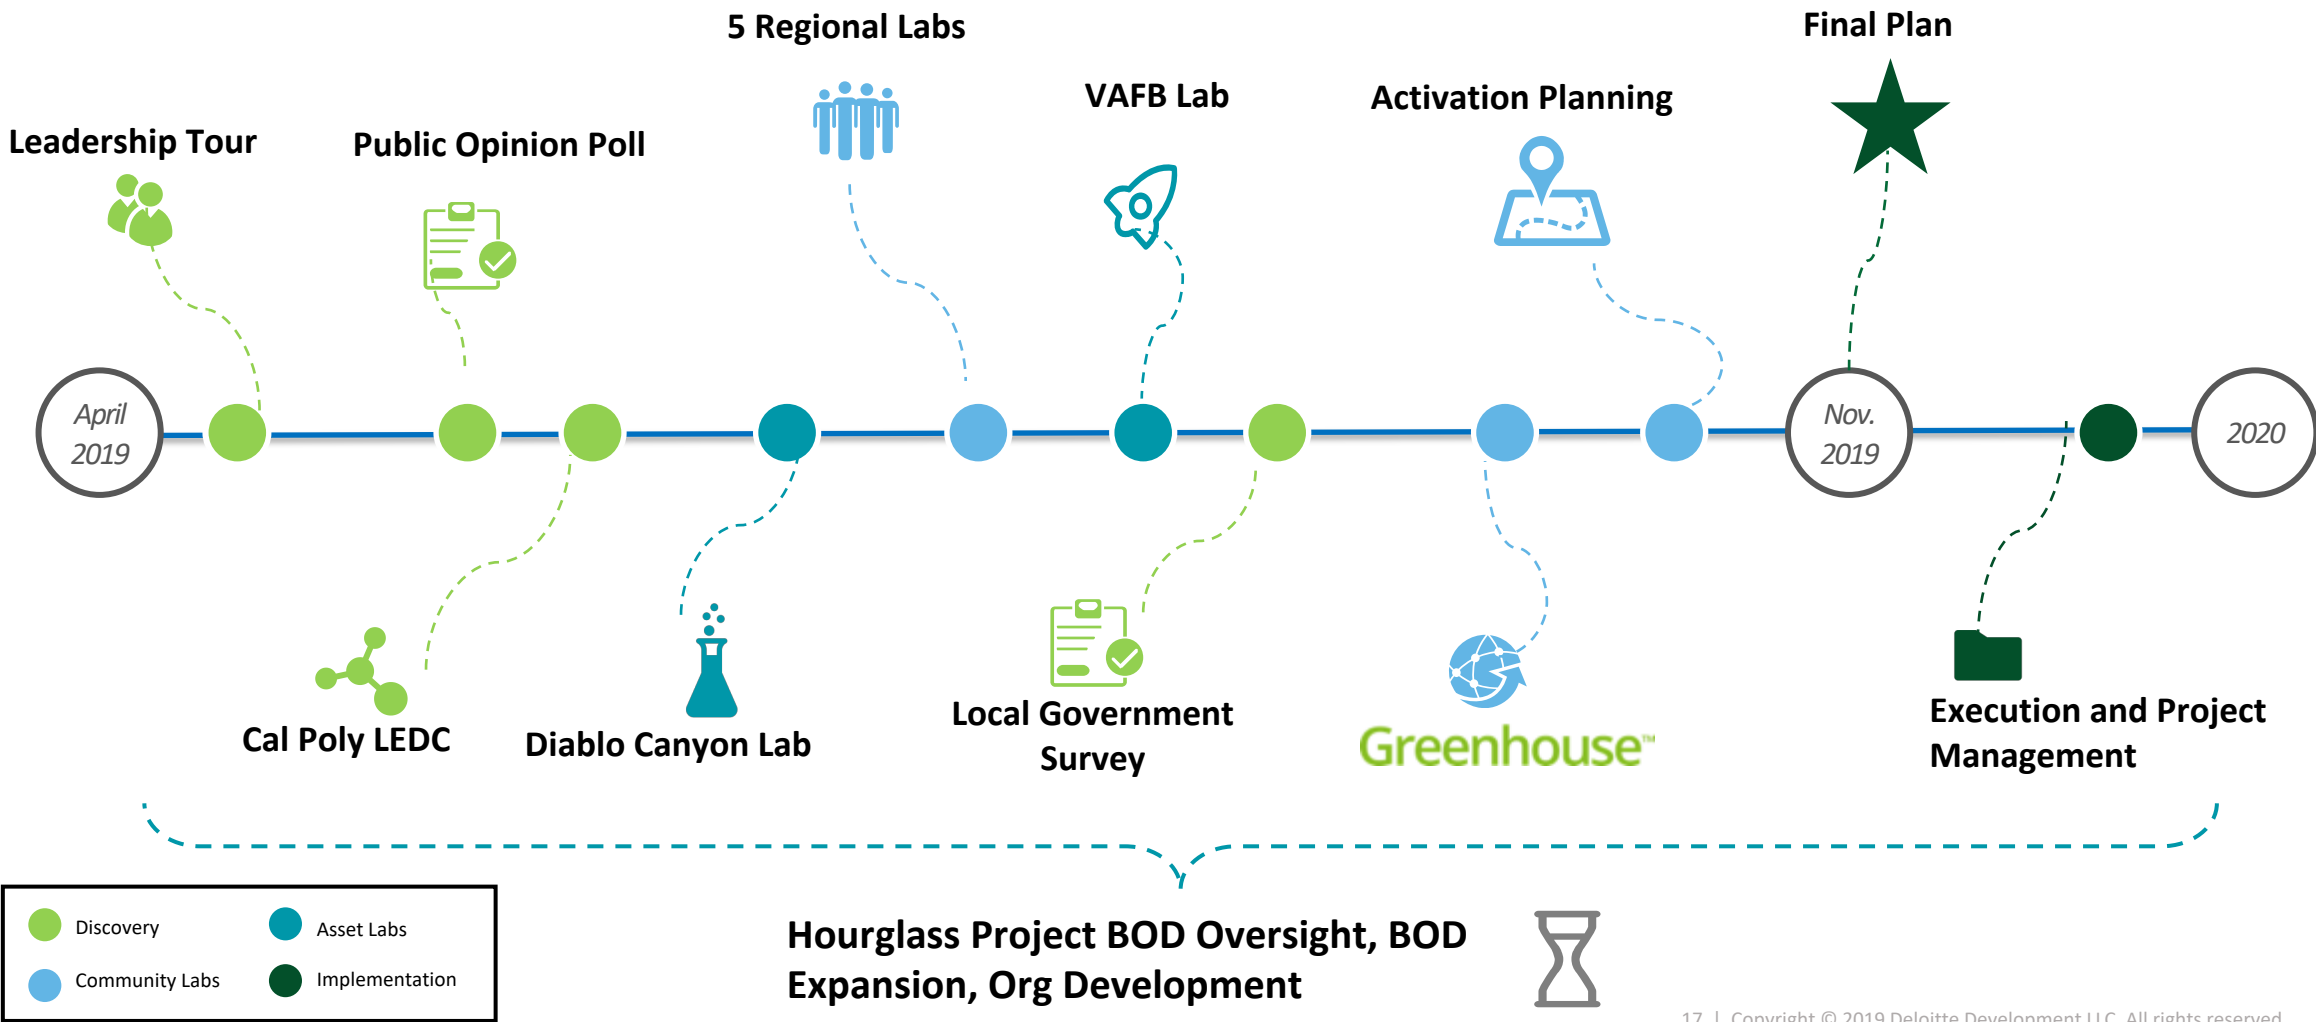 5 Regional Labs
Final Plan
VAFB Lab
Activation Planning
Leadership Tour
Public Opinion Poll
April
2019
Nov.
2019
2020
Cal Poly LEDC
Diablo Canyon Lab
Local Government
Survey
Greenhouse™
Execution and Project
Management
Discovery
Asset Labs
Community Labs
Implementation
Hourglass Project BOD Oversight, BOD
Expansion, Org Development
17 | Copyright © 2019 Deloitte Development LLC. All rights reserved